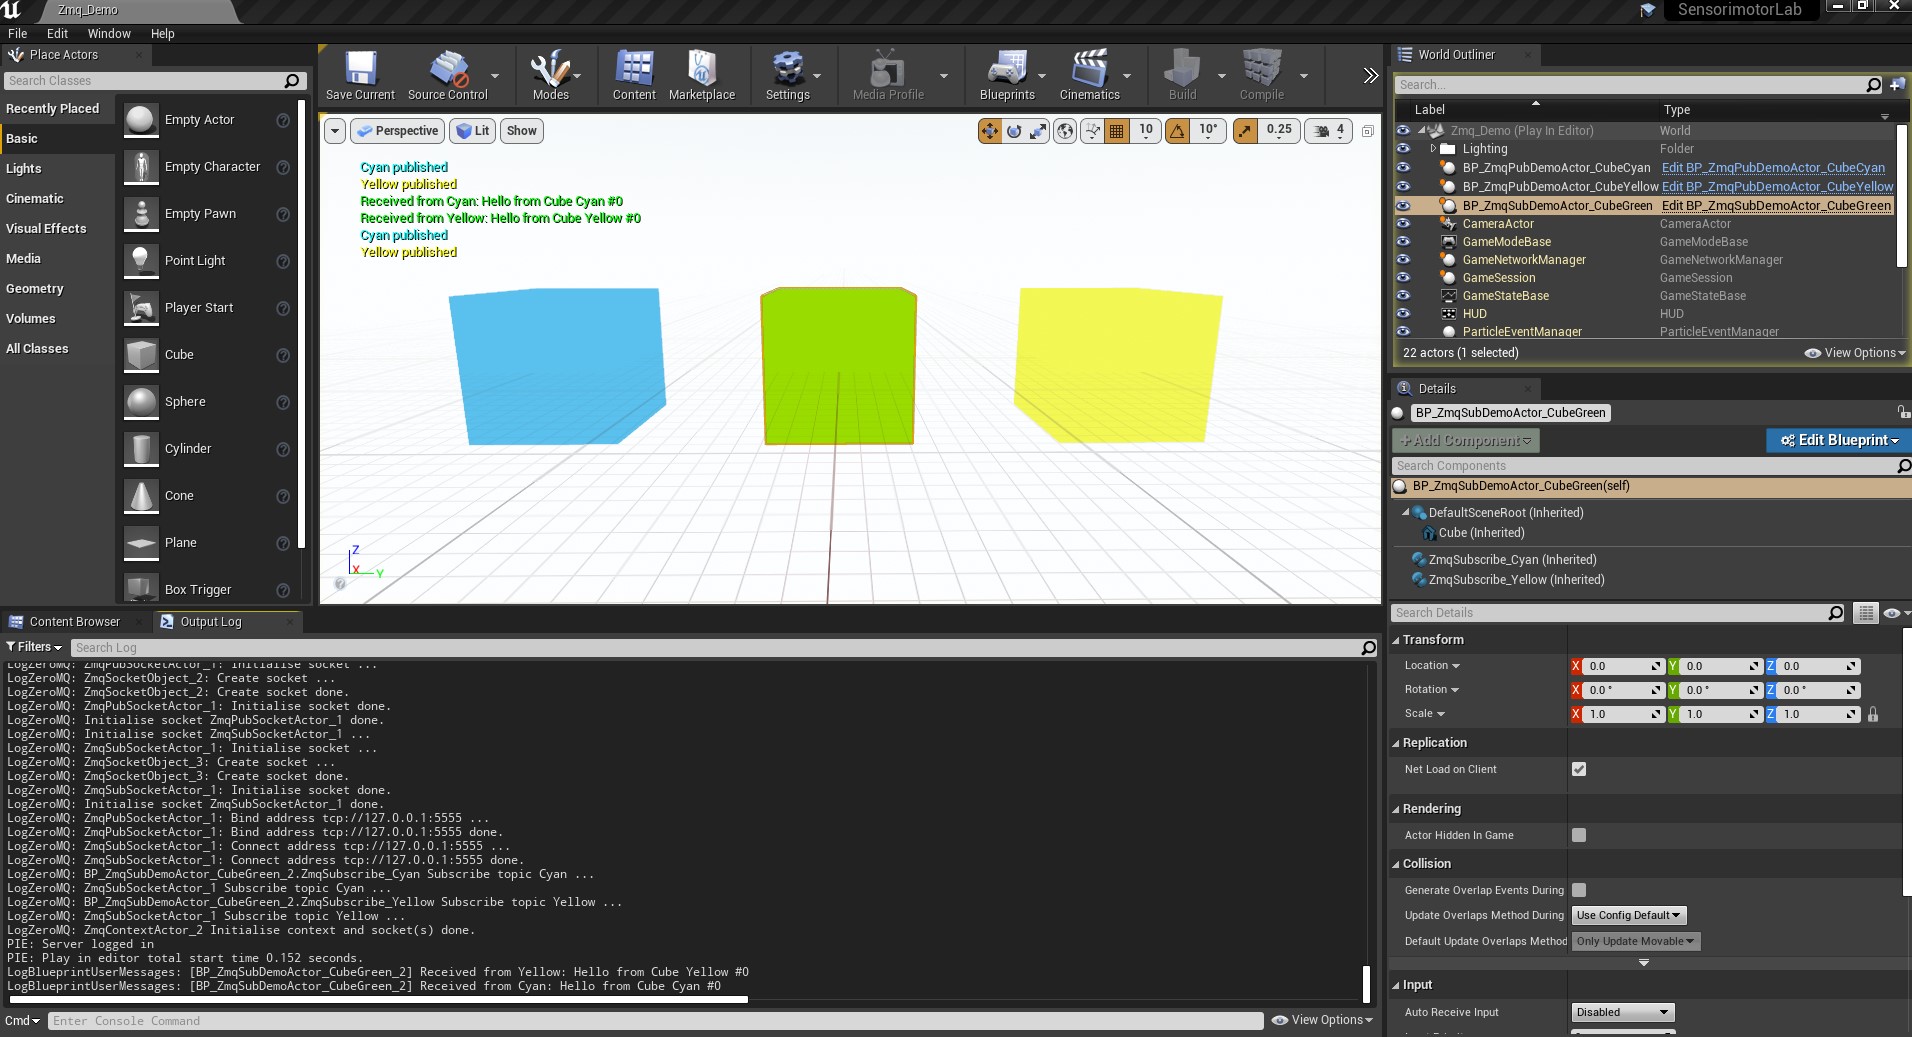 Zmq_Demo
SensorimotorLab
File Edit Window Help
Place Actors
Search Classes
Recently Placed
Basic
Lights
Cinematic
Visual Effects
Media
Geometry
Volumes
All Classes
Empty Actor
Empty Character
Empty Pawn
Point Light
Player Start
Cube
Sphere
Cylinder
Cone
Plane
Box Trigger
Save Current Source Control Modes Content Marketplace Settings Media Profile Blueprints Cinematics Build Compile
Perspective Lit Show 10 10° 0.25 4
Cyan published
Yellow published
Received from Cyan: Hello from Cube Cyan #0
Received from Yellow: Hello from Cube Yellow #0
Cyan published
Yellow published
Z
X Y
World Outliner
Search...
Label Type
Zmq_Demo (Play In Editor) World
Lighting Folder
BP_ZmqPubDemoActor_CubeCyan Edit BP_ZmqPubDemoActor_CubeCyan
BP_ZmqPubDemoActor_CubeYellow Edit BP_ZmqPubDemoActor_CubeYellow
BP_ZmqSubDemoActor_CubeGreen Edit BP_ZmqSubDemoActor_CubeGreen
CameraActor CameraActor
GameModeBase GameModeBase
GameNetworkManager GameNetworkManager
GameSession GameSession
GameStateBase GameStateBase
HUD HUD
ParticleEventManager ParticleEventManager
22 actors (1 selected) View Options
Details
BP_ZmqSubDemoActor_CubeGreen
+Add Component Edit Blueprint
Search Components
BP_ZmqSubDemoActor_CubeGreen(self)
DefaultSceneRoot (Inherited)
Cube (Inherited)
ZmqSubscribe_Cyan (Inherited)
ZmqSubscribe_Yellow (Inherited)
Search Details
Transform
Location X 0.0 Y 0.0 Z 0.0
Rotation X 0.0 ° Y 0.0 ° Z 0.0 °
Scale X 1.0 Y 1.0 Z 1.0
Replication
Net Load on Client
Rendering
Actor Hidden In Game
Collision
Generate Overlap Events During
Update Overlaps Method During Use Config Default
Default Update Overlaps Method Only Update Movable
Input
Auto Receive Input Disabled
Content Browser Output Log
Filters Search Log
LogZeroMQ: ZmqPubSocketActor_1: Initialise socket ...
LogZeroMQ: ZmqSocketObject_2: Create socket ...
LogZeroMQ: ZmqSocketObject_2: Create socket done.
LogZeroMQ: ZmqPubSocketActor_1: Initialise socket done.
LogZeroMQ: Initialise socket ZmqPubSocketActor_1 done.
LogZeroMQ: Initialise socket ZmqSubSocketActor_1 ...
LogZeroMQ: ZmqSubSocketActor_1: Initialise socket ...
LogZeroMQ: ZmqSocketObject_3: Create socket ...
LogZeroMQ: ZmqSocketObject_3: Create socket done.
LogZeroMQ: ZmqSubSocketActor_1: Initialise socket done.
LogZeroMQ: Initialise socket ZmqSubSocketActor_1 done.
LogZeroMQ: ZmqPubSocketActor_1: Bind address tcp://127.0.0.1:5555 ...
LogZeroMQ: ZmqPubSocketActor_1: Bind address tcp://127.0.0.1:5555 done.
LogZeroMQ: ZmqSubSocketActor_1: Connect address tcp://127.0.0.1:5555 ...
LogZeroMQ: ZmqSubSocketActor_1: Connect address tcp://127.0.0.1:5555 done.
LogZeroMQ: BP_ZmqSubDemoActor_CubeGreen_2.ZmqSubscribe_Cyan Subscribe topic Cyan ...
LogZeroMQ: ZmqSubSocketActor_1 Subscribe topic Cyan ...
LogZeroMQ: BP_ZmqSubDemoActor_CubeGreen_2.ZmqSubscribe_Yellow Subscribe topic Yellow ...
LogZeroMQ: ZmqSubSocketActor_1 Subscribe topic Yellow ...
LogZeroMQ: ZmqContextActor_2 Initialise context and socket(s) done.
PIE: Server logged in
PIE: Play in editor total start time 0.152 seconds.
LogBlueprintUserMessages: [BP_ZmqSubDemoActor_CubeGreen_2] Received from Yellow: Hello from Cube Yellow #0
LogBlueprintUserMessages: [BP_ZmqSubDemoActor_CubeGreen_2] Received from Cyan: Hello from Cube Cyan #0
Cmd Enter Console Command View Options